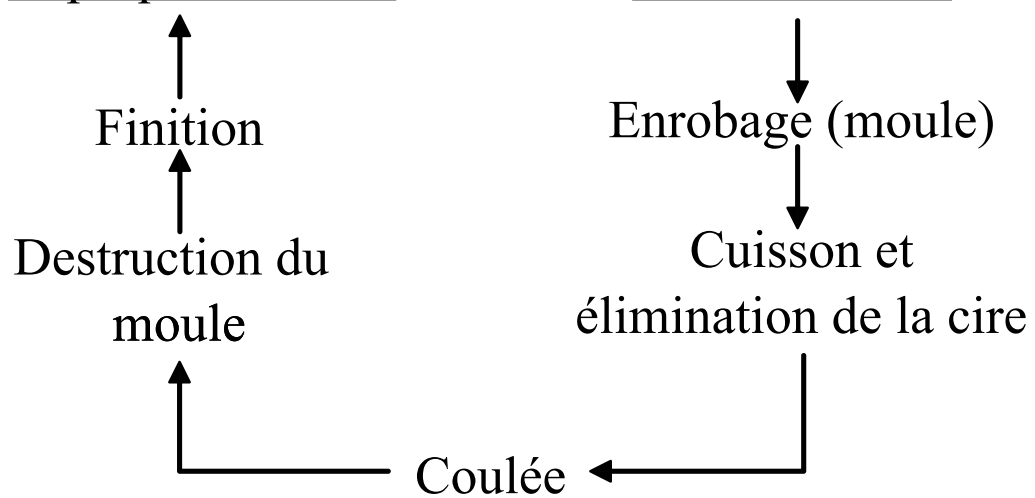 Finition
Enrobage (moule)
Destruction du
moule
Cuisson et
élimination de la cire
Coulée